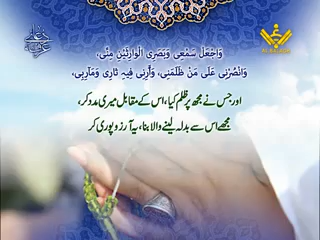 وَاجْعَلْ سَمْعِى وَبَصَرِى الْوَارِثَيْنِ مِنِّى،
وَانْصُرْنِى عَلٰى مَنْ ظَلَمَنِى، وَاَرِنِى فِيهِ ثَارِى وَمَآرِبِى،
اور جس نے مجھ پر ظلم کیا، اس کے مقابل میری مدد کر،
مجھے اس سے بدلہ لینے والا بنا، یہ آرزو پوری کر